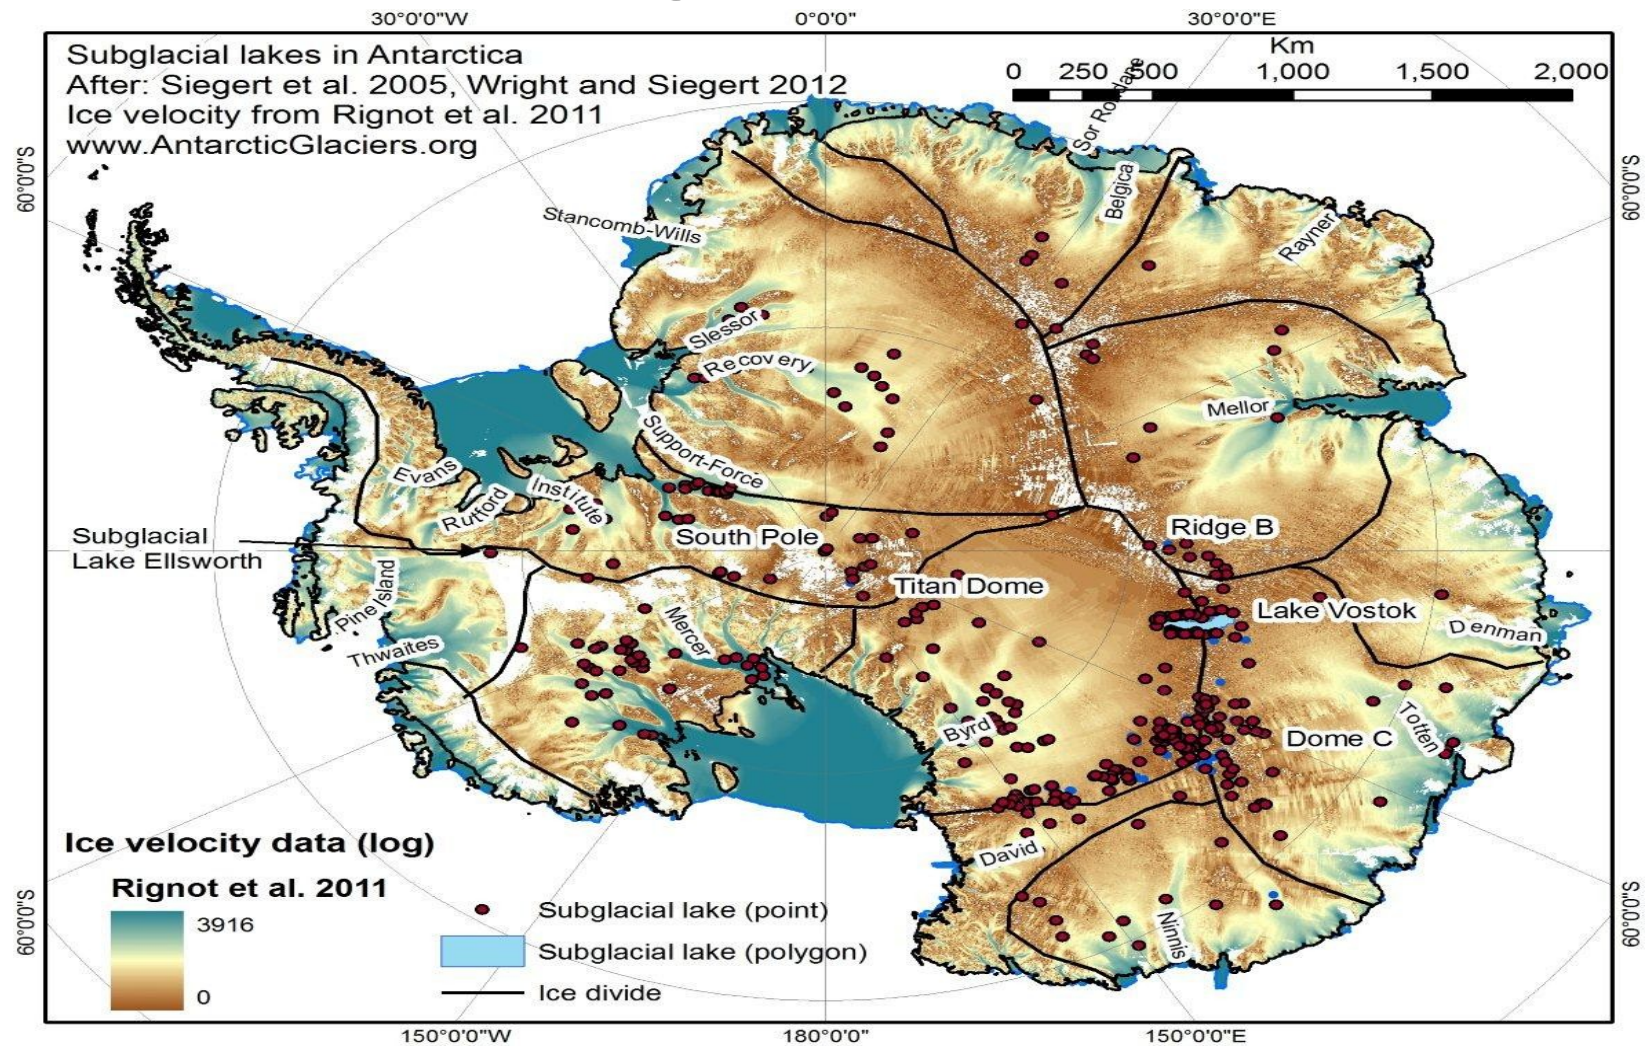 30°0'0"W
0°0'0"
30°0'0"E
Subglacial lakes in Antarctica
After: Siegert et al. 2005, Wright and Siegert 2012
Ice velocity from Rignot et al. 2011
www.AntarcticGlaciers.org
Km
0 250 500 1,000 1,500 2,000
60°0'0"S
60°0'0"S
Sor Rondane
Belgica
Rayner
Stancomb-Wills
Slessor
Recovery
Mellor
Support-Force
Evans
Rutford
Institute
South Pole
Ridge B
Subglacial
Lake Ellsworth
Titan Dome
Lake Vostok
Pine Island
Thwaites
Mercer
Denman
Byrd
Dome C
Totten
David
Ninnis
Ice velocity data (log)
Rignot et al. 2011
3916
0
Subglacial lake (point)
Subglacial lake (polygon)
Ice divide
60°0'0"S
60°0'0"S
150°0'0"W
180°0'0"
150°0'0"E